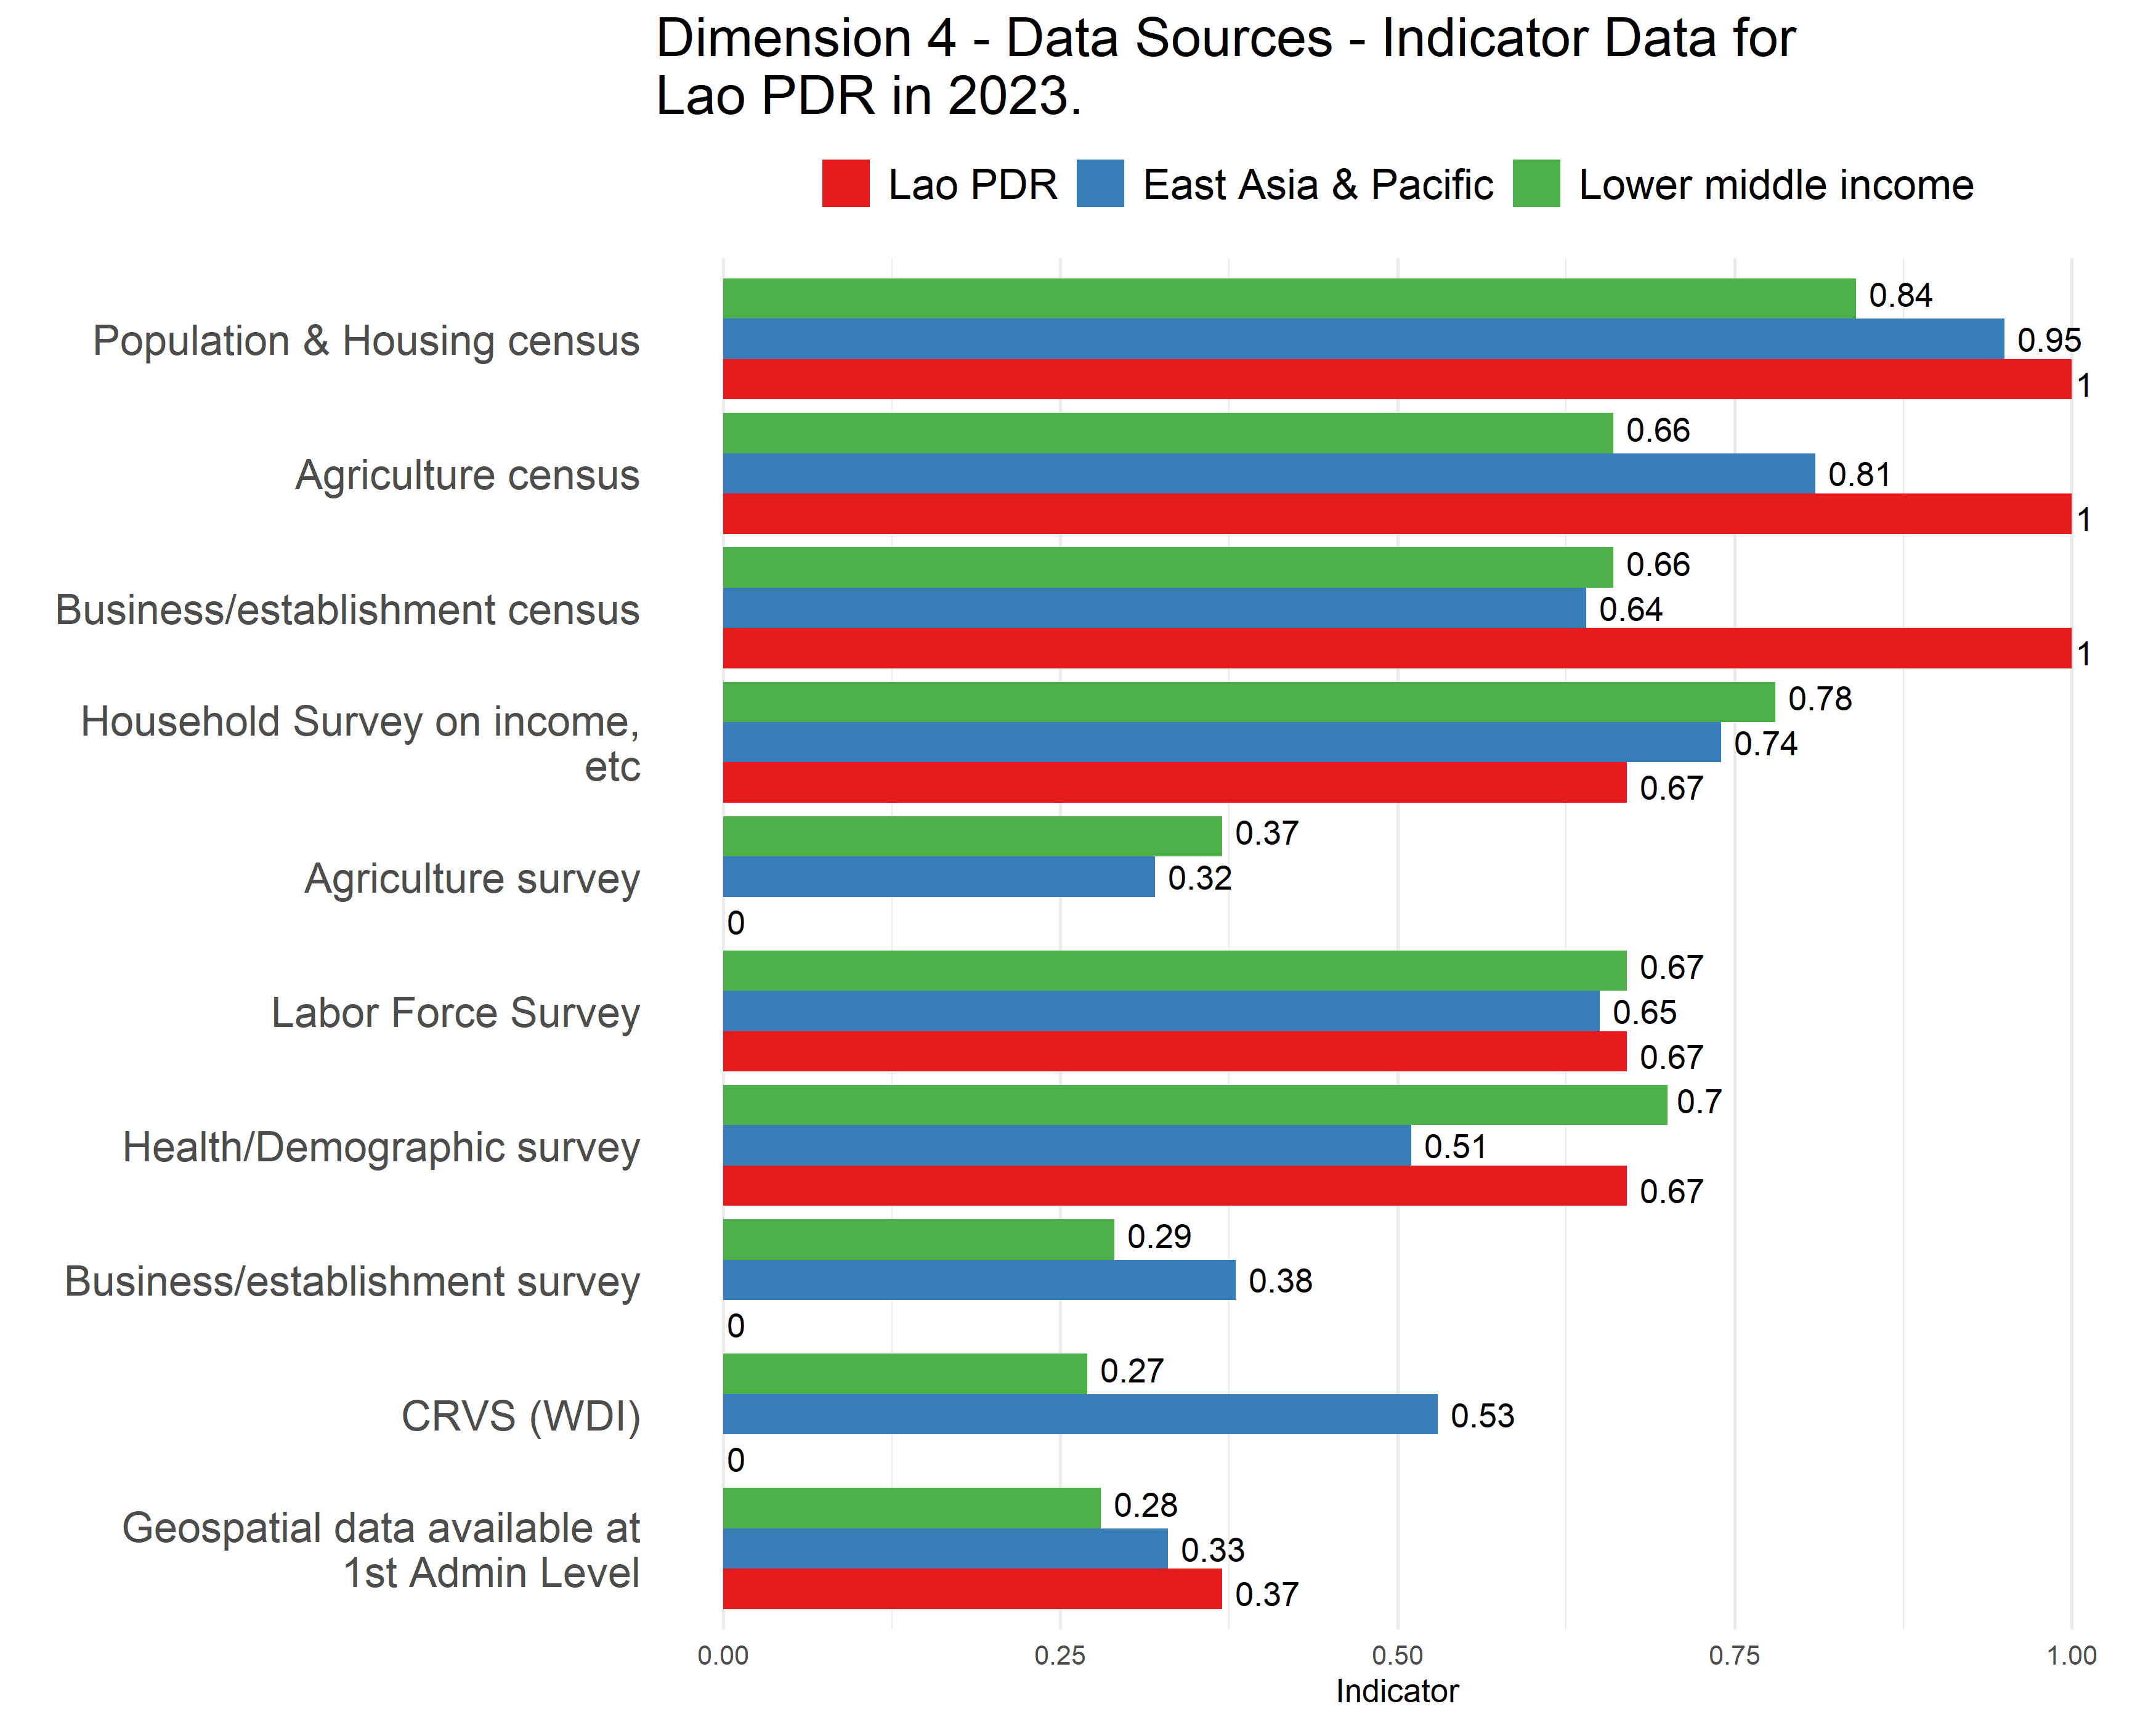 Dimension 4 - Data Sources - Indicator Data for
Lao PDR in 2023.
Lao PDR East Asia & Pacific Lower middle income
Population & Housing census
0.84
0.95
1
Agriculture census
0.66
0.81
1
Business/establishment census
0.66
0.64
1
Household Survey on income,
etc
0.78
0.74
0.67
Agriculture survey
0.37
0.32
0
Labor Force Survey
0.67
0.65
0.67
Health/Demographic survey
0.7
0.51
0.67
Business/establishment survey
0.29
0.38
0
CRVS (WDI)
0.27
0.53
0
Geospatial data available at
1st Admin Level
0.28
0.33
0.37
0.00 0.25 0.50 0.75 1.00
Indicator